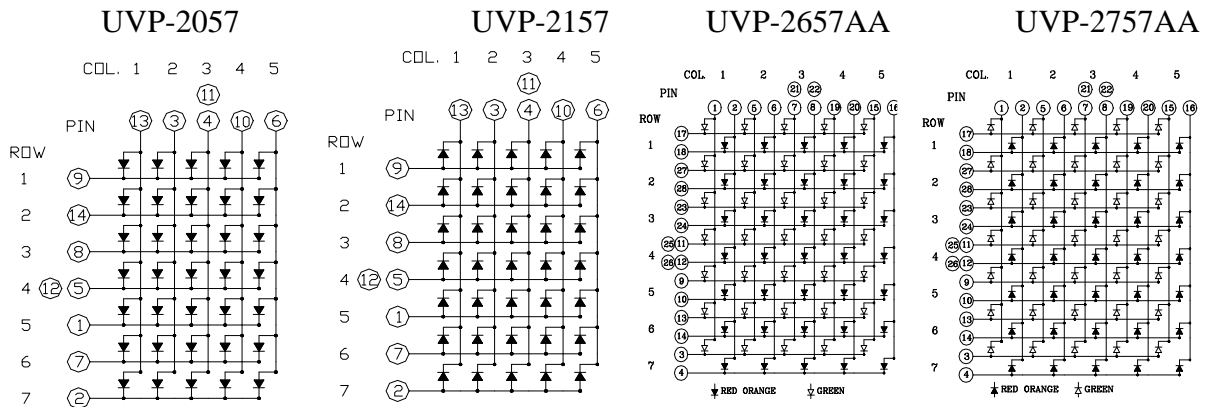 UVP-2057
COL. 1 2 3 4 5
11
PIN 13 3 4 10 6
ROW
1 9
2 14
3 8
4 12 5
5 1
6 7
7 2
UVP-2157
COL. 1 2 3 4 5
11
PIN 13 3 4 10 6
ROW
1 9
2 14
3 8
4 12 5
5 1
6 7
7 2
UVP-2657AA
COL. 1 2 3 4 5
21 22
PIN
1 2 5 6 7 8 19 20 15 16
ROW
17
1
18
27
2
28
23
3
24
25 11
4
26 12
9
5
10
13
6
14
3
7
4
RED ORANGE GREEN
UVP-2757AA
COL. 1 2 3 4 5
21 22
PIN
1 2 5 6 7 8 19 20 15 16
ROW
17
1
18
27
2
28
23
3
24
25 11
4
26 12
9
5
10
13
6
14
3
7
4
RED ORANGE GREEN